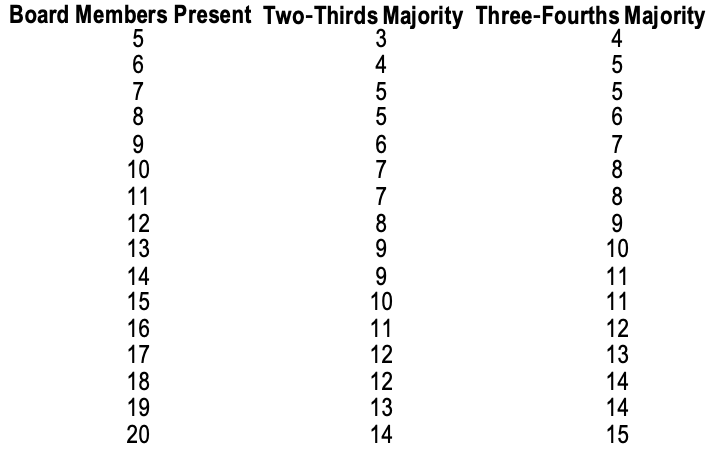 Board Members Present Two-Thirds Majority Three-Fourths Majority
5 3 4
6 4 5
7 5 5
8 5 6
9 6 7
10 7 8
11 7 8
12 8 9
13 9 10
14 9 11
15 10 11
16 11 12
17 12 13
18 12 14
19 13 14
20 14 15